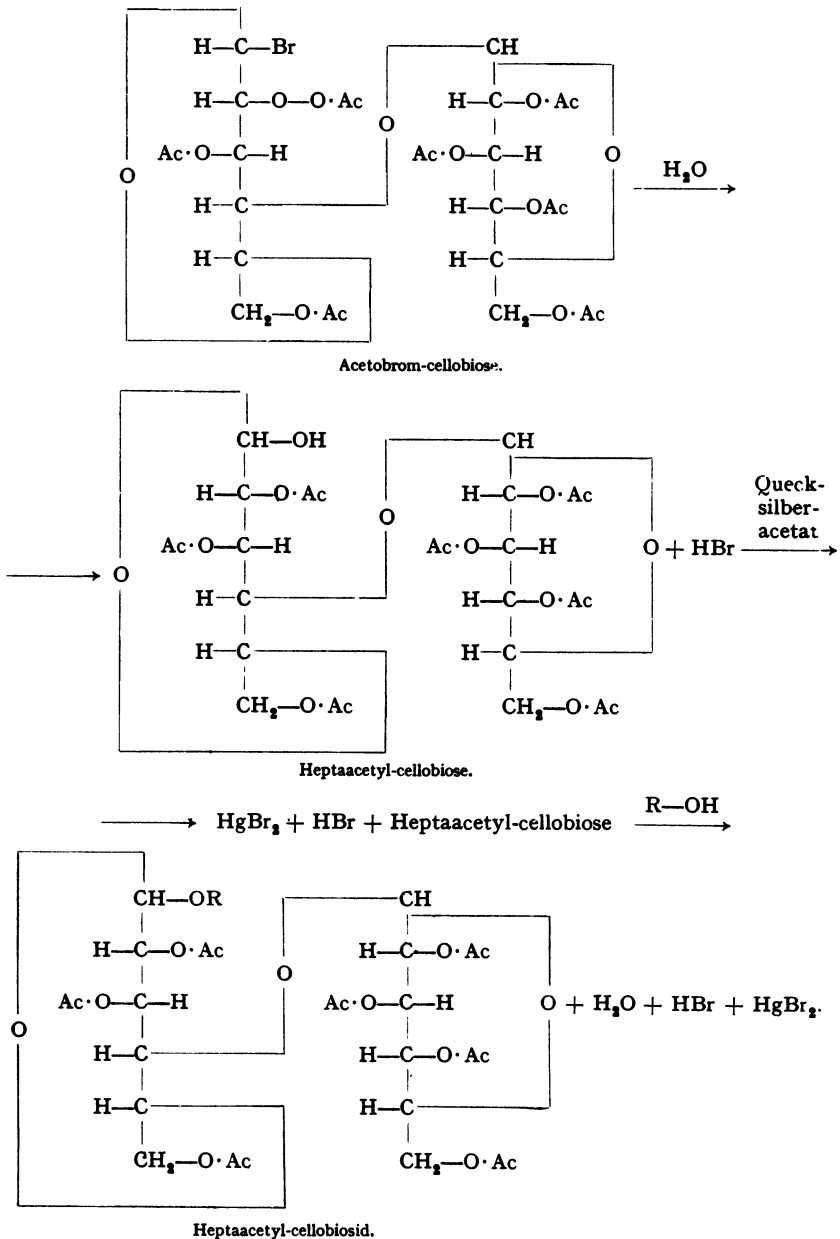 H—C—Br CH
H—C—O—O·Ac H—C—O·Ac
O
Ac·O—C—H Ac·O—C—H O
O H₂O
H—C H—C—OAc
H—C H—C
CH₂—O·Ac CH₂—O·Ac
Acetobrom-cellobiose.
CH—OH CH
H—C—O·Ac H—C—O·Ac
O
Ac·O—C—H Ac·O—C—H O + HBr
Queck-
silber-
acetat
O
H—C H—C—O·Ac
H—C H—C
CH₂—O·Ac CH₂—O·Ac
Heptaacetyl-cellobiose.
⟶ HgBr₂ + HBr + Heptaacetyl-cellobiose R—OH ⟶
CH—OR CH
H—C—O·Ac H—C—O·Ac
O
Ac·O—C—H Ac·O—C—H O + H₂O + HBr + HgBr₂.
O
H—C H—C—O·Ac
H—C H—C
CH₂—O·Ac CH₂—O·Ac
Heptaacetyl-cellobiosid.